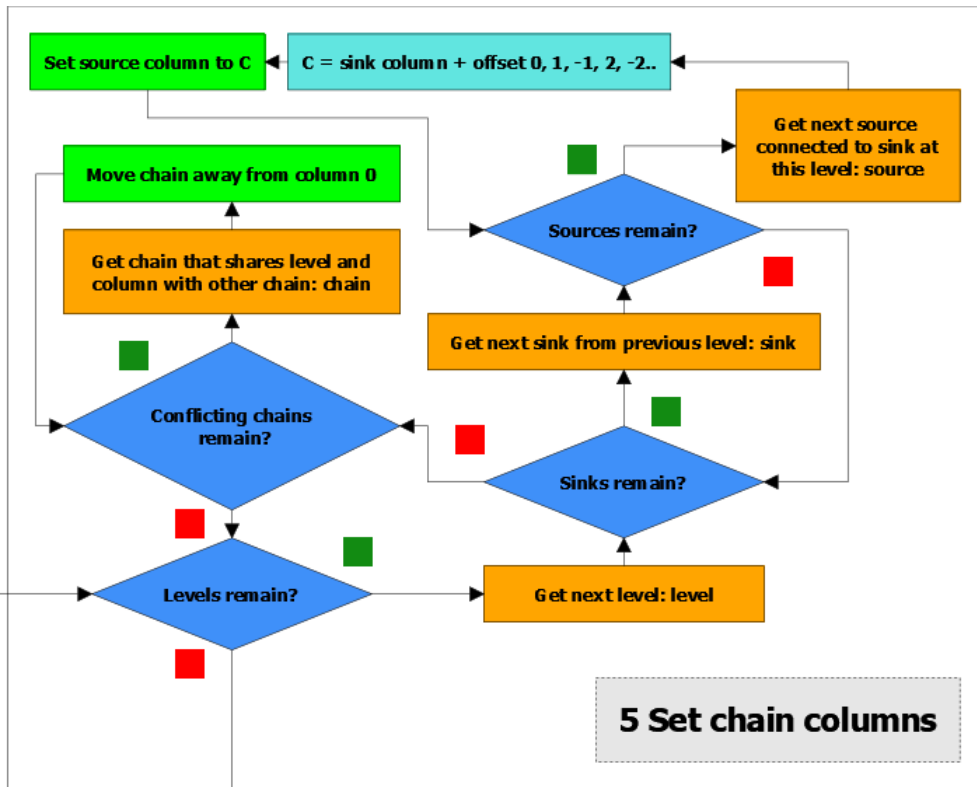 Set source column to C
C = sink column + offset 0, 1, -1, 2, -2..
Get next source
connected to sink at
this level: source
Move chain away from column 0
Sources remain?
Get chain that shares level and
column with other chain: chain
Get next sink from previous level: sink
Conflicting chains
remain?
Sinks remain?
Levels remain?
Get next level: level
5 Set chain columns